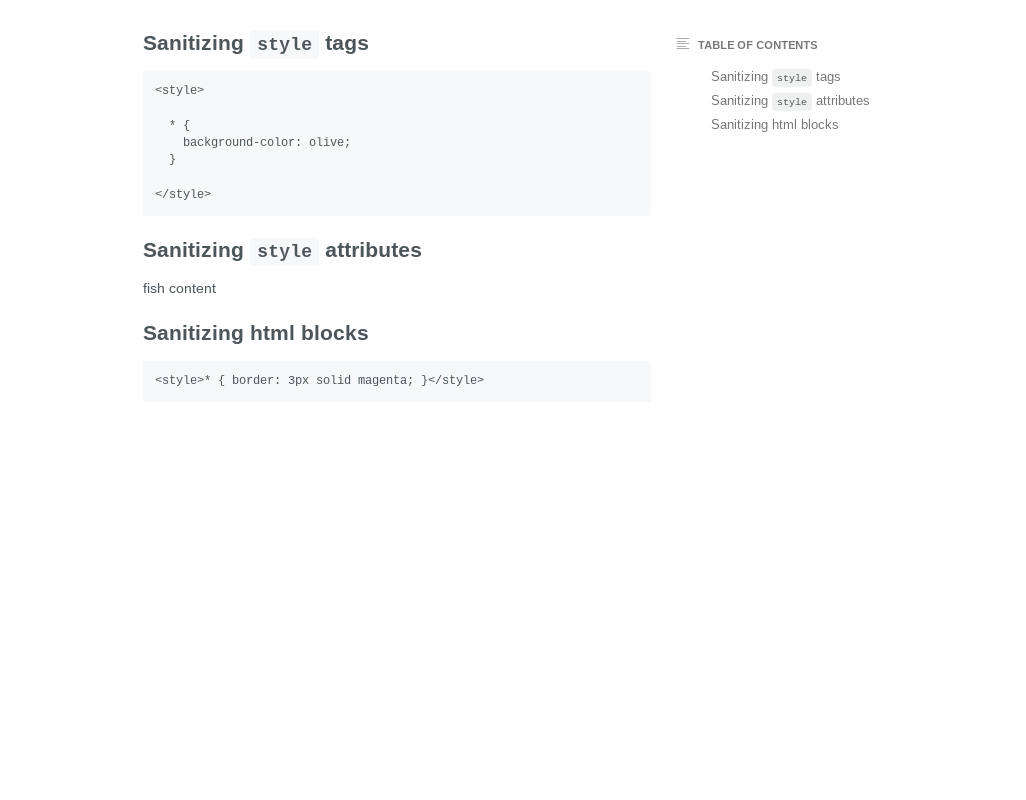 Sanitizing style tags
<style>
* {
background-color: olive;
}
</style>
Sanitizing style attributes
fish content
Sanitizing html blocks
<style>* { border: 3px solid magenta; }</style>
TABLE OF CONTENTS
Sanitizing style tags
Sanitizing style attributes
Sanitizing html blocks